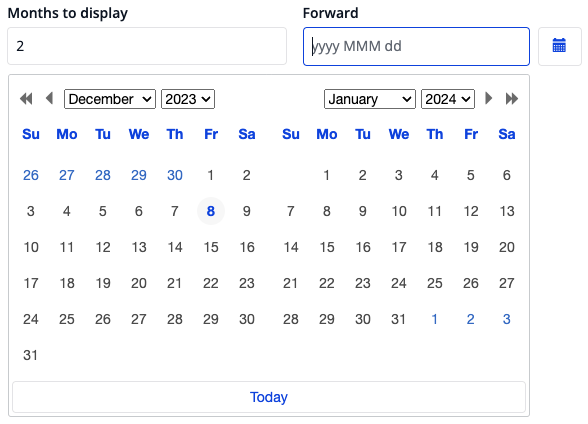 Months to display Forward
2 yyyy MMM dd
December 2023 January 2024
Su Mo Tu We Th Fr Sa Su Mo Tu We Th Fr Sa
26 27 28 29 30 1 2 1 2 3 4 5 6
3 4 5 6 7 8 9 7 8 9 10 11 12 13
10 11 12 13 14 15 16 14 15 16 17 18 19 20
17 18 19 20 21 22 23 21 22 23 24 25 26 27
24 25 26 27 28 29 30 28 29 30 31 1 2 3
31
Today